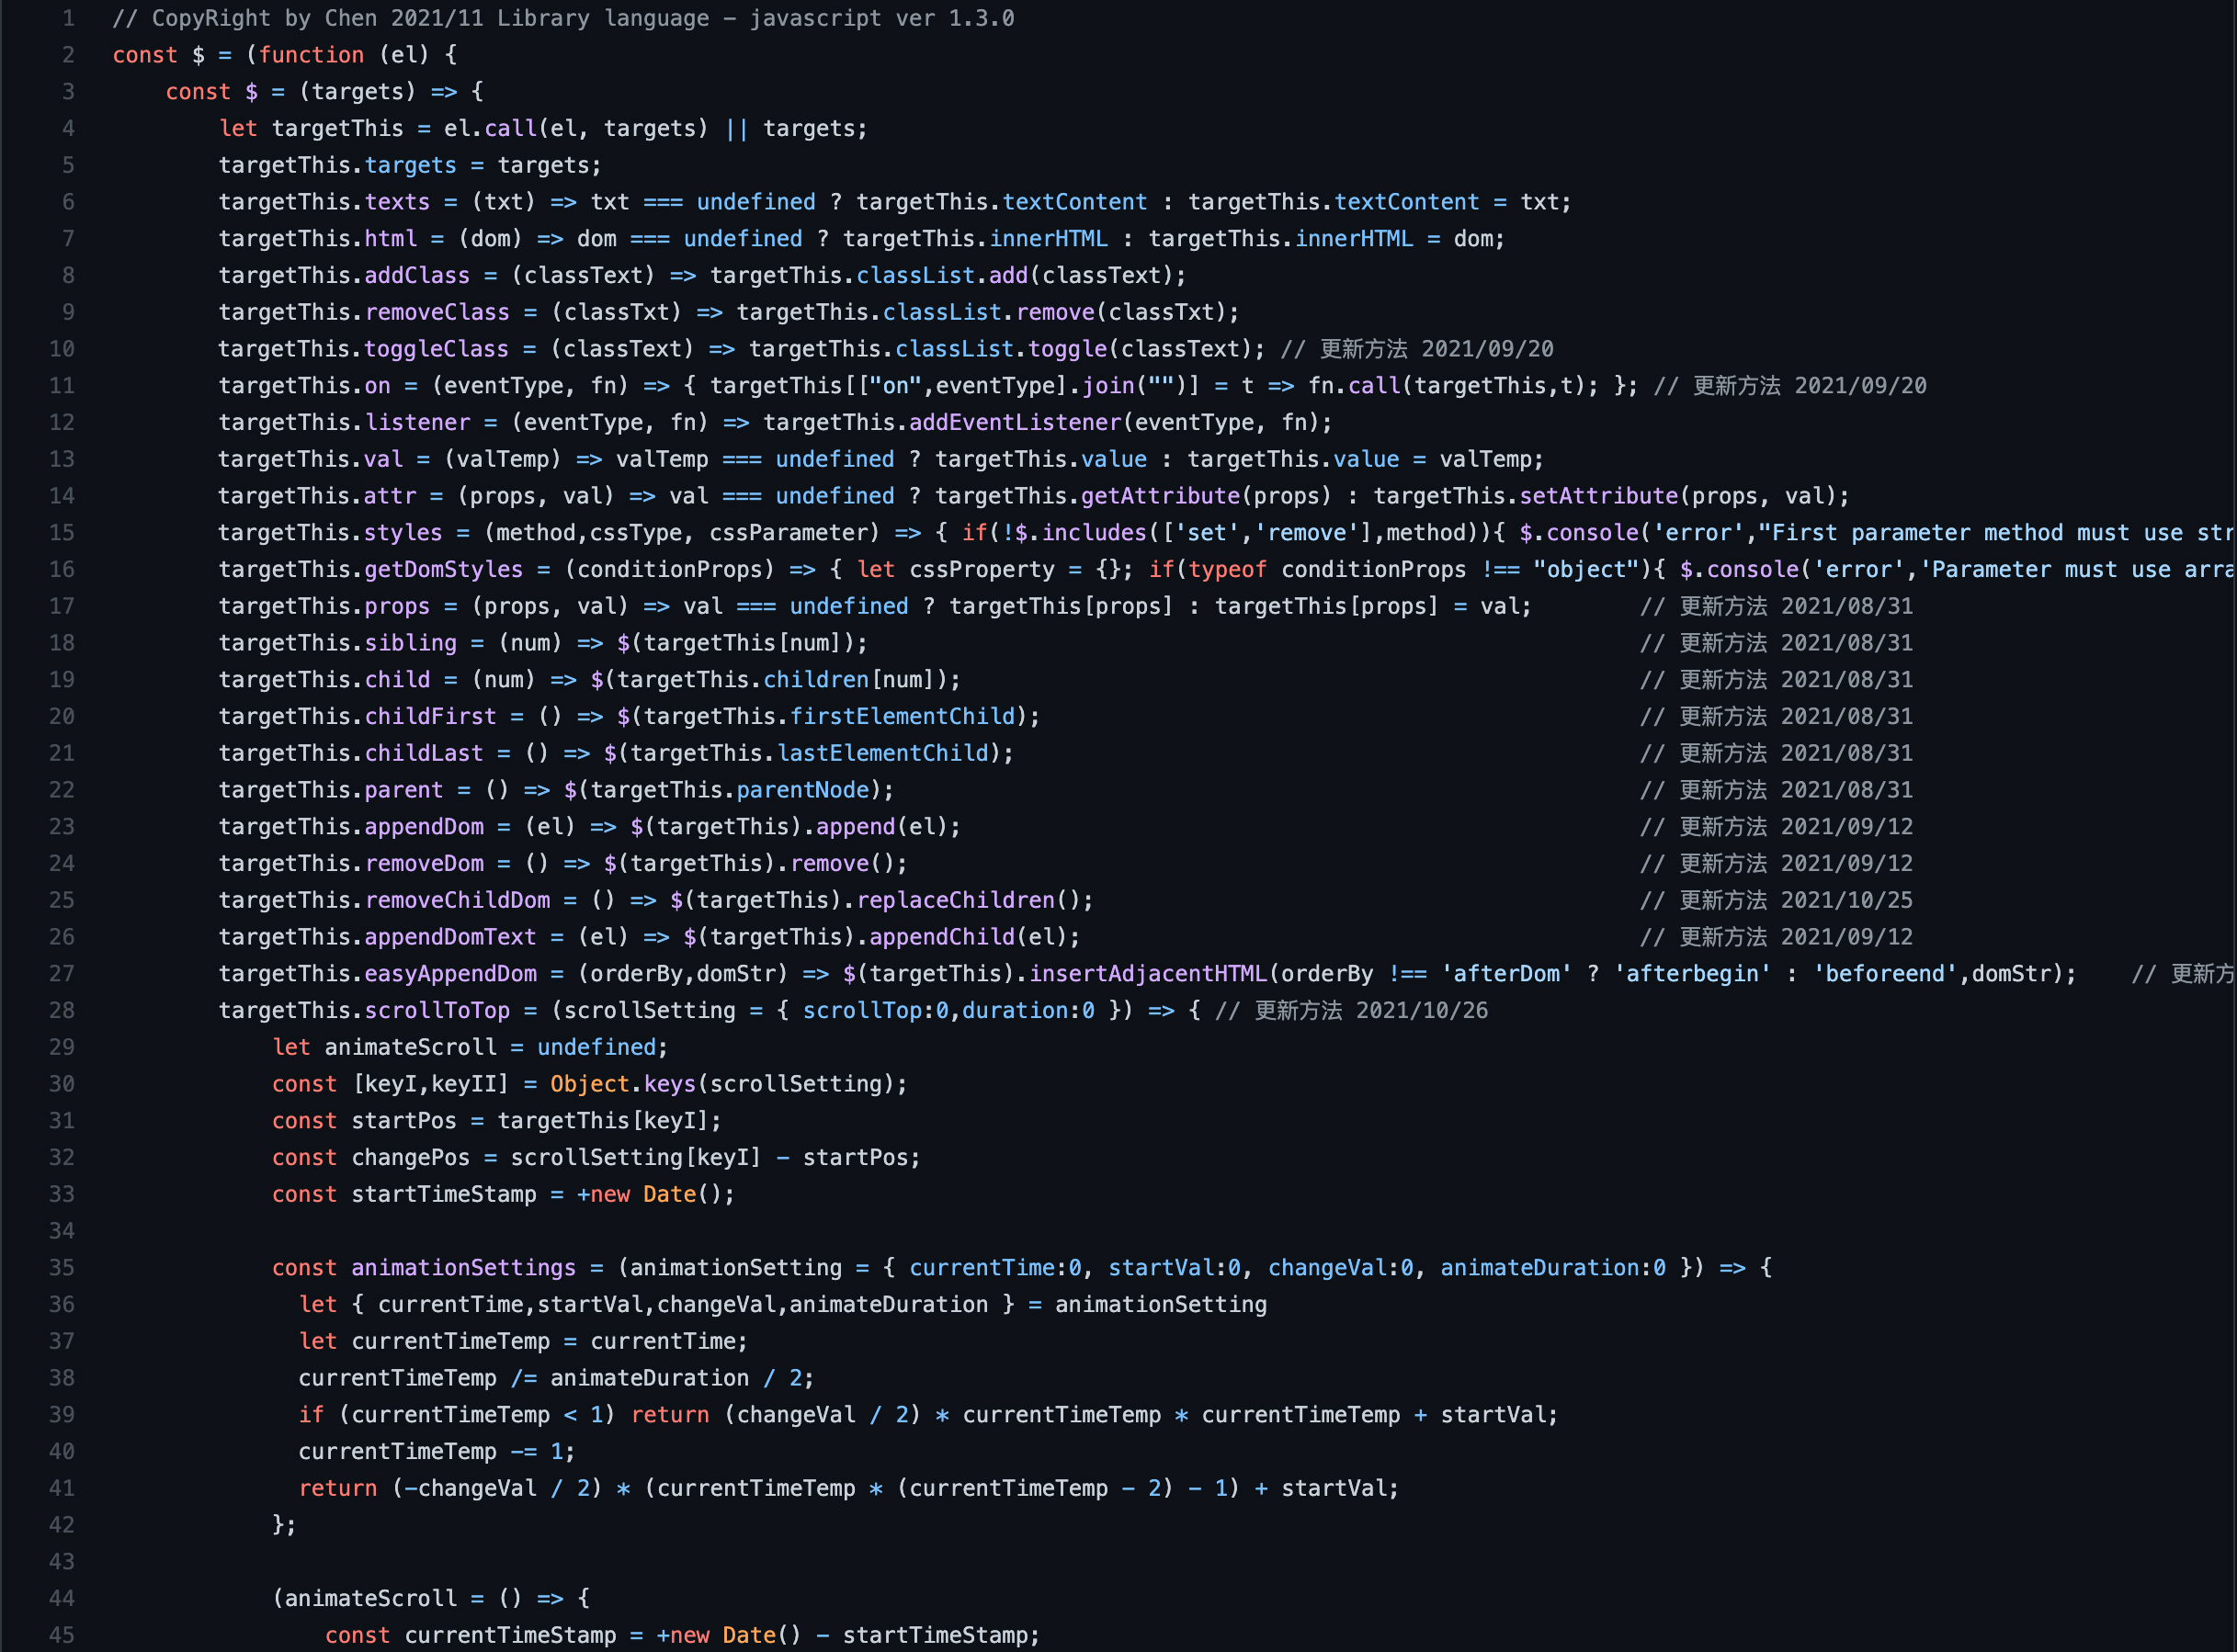 1 // CopyRight by Chen 2021/11 Library language - javascript ver 1.3.0
2 const $ = (function (el) {
3     const $ = (targets) => {
4         let targetThis = el.call(el, targets) || targets;
5         targetThis.targets = targets;
6         targetThis.texts = (txt) => txt === undefined ? targetThis.textContent : targetThis.textContent = txt;
7         targetThis.html = (dom) => dom === undefined ? targetThis.innerHTML : targetThis.innerHTML = dom;
8         targetThis.addClass = (classText) => targetThis.classList.add(classText);
9         targetThis.removeClass = (classTxt) => targetThis.classList.remove(classTxt);
10         targetThis.toggleClass = (classText) => targetThis.classList.toggle(classText); // 更新方法 2021/09/20
11         targetThis.on = (eventType, fn) => { targetThis[["on",eventType].join("")] = t => fn.call(targetThis,t); }; // 更新方法 2021/09/20
12         targetThis.listener = (eventType, fn) => targetThis.addEventListener(eventType, fn);
13         targetThis.val = (valTemp) => valTemp === undefined ? targetThis.value : targetThis.value = valTemp;
14         targetThis.attr = (props, val) => val === undefined ? targetThis.getAttribute(props) : targetThis.setAttribute(props, val);
15         targetThis.styles = (method,cssType, cssParameter) => { if(!$.includes(['set','remove'],method)){ $.console('error',"First parameter method must use str
16         targetThis.getDomStyles = (conditionProps) => { let cssProperty = {}; if(typeof conditionProps !== "object"){ $.console('error','Parameter must use arra
17         targetThis.props = (props, val) => val === undefined ? targetThis[props] : targetThis[props] = val;        // 更新方法 2021/08/31
18         targetThis.sibling = (num) => $(targetThis[num]);                                                          // 更新方法 2021/08/31
19         targetThis.child = (num) => $(targetThis.children[num]);                                                   // 更新方法 2021/08/31
20         targetThis.childFirst = () => $(targetThis.firstElementChild);                                             // 更新方法 2021/08/31
21         targetThis.childLast = () => $(targetThis.lastElementChild);                                               // 更新方法 2021/08/31
22         targetThis.parent = () => $(targetThis.parentNode);                                                        // 更新方法 2021/08/31
23         targetThis.appendDom = (el) => $(targetThis).append(el);                                                   // 更新方法 2021/09/12
24         targetThis.removeDom = () => $(targetThis).remove();                                                       // 更新方法 2021/09/12
25         targetThis.removeChildDom = () => $(targetThis).replaceChildren();                                         // 更新方法 2021/10/25
26         targetThis.appendDomText = (el) => $(targetThis).appendChild(el);                                          // 更新方法 2021/09/12
27         targetThis.easyAppendDom = (orderBy,domStr) => $(targetThis).insertAdjacentHTML(orderBy !== 'afterDom' ? 'afterbegin' : 'beforeend',domStr);    // 更新方
28         targetThis.scrollToTop = (scrollSetting = { scrollTop:0,duration:0 }) => { // 更新方法 2021/10/26
29             let animateScroll = undefined;
30             const [keyI,keyII] = Object.keys(scrollSetting);
31             const startPos = targetThis[keyI];
32             const changePos = scrollSetting[keyI] - startPos;
33             const startTimeStamp = +new Date();
34
35             const animationSettings = (animationSetting = { currentTime:0, startVal:0, changeVal:0, animateDuration:0 }) => {
36               let { currentTime,startVal,changeVal,animateDuration } = animationSetting
37               let currentTimeTemp = currentTime;
38               currentTimeTemp /= animateDuration / 2;
39               if (currentTimeTemp < 1) return (changeVal / 2) * currentTimeTemp * currentTimeTemp + startVal;
40               currentTimeTemp -= 1;
41               return (-changeVal / 2) * (currentTimeTemp * (currentTimeTemp - 2) - 1) + startVal;
42             };
43
44             (animateScroll = () => {
45                 const currentTimeStamp = +new Date() - startTimeStamp;